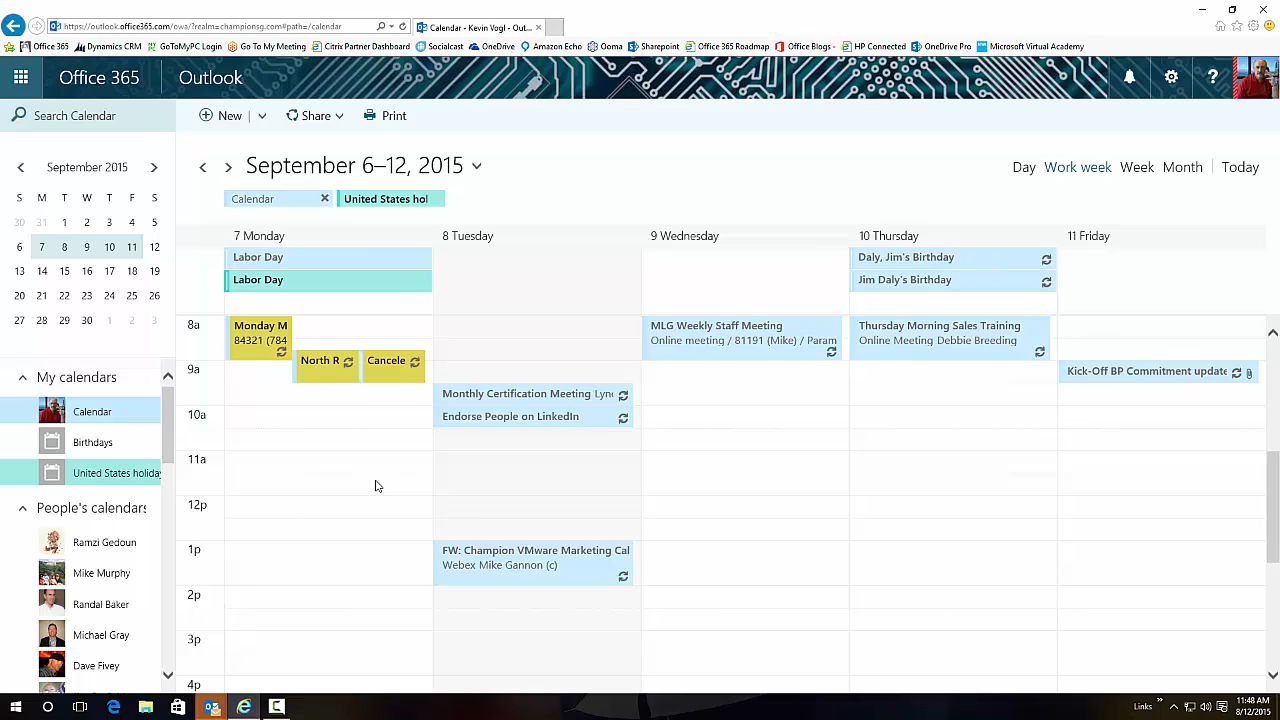 https://outlook.office365.com/owa/?realm=championsg.com#path=/calendar
Calendar - Kevin Vogl - Out...
Office 365
Dynamics CRM
GoToMyPC Login
Go To My Meeting
Citrix Partner Dashboard
Socialcast
OneDrive
Amazon Echo
Ooma
Sharepoint
Office 365 Roadmap
Office Blogs -
HP Connected
OneDrive Pro
Microsoft Virtual Academy
Office 365
Outlook
?
Search Calendar
New
Share
Print
September 2015
S M T W T F S
30 31 1 2 3 4 5
6 7 8 9 10 11 12
13 14 15 16 17 18 19
20 21 22 23 24 25 26
27 28 29 30 1 2 3
September 6–12, 2015
Day Work week Week Month Today
Calendar
United States hol
7 Monday
8 Tuesday
9 Wednesday
10 Thursday
11 Friday
Labor Day
Labor Day
Daly, Jim's Birthday
Jim Daly's Birthday
8a
9a
10a
11a
12p
1p
2p
3p
4p
Monday M
84321 (784
North R
Cancele
Monthly Certification Meeting Lyne
Endorse People on LinkedIn
FW: Champion VMware Marketing Cal
Webex Mike Gannon (c)
MLG Weekly Staff Meeting
Online meeting / 81191 (Mike) / Param
Thursday Morning Sales Training
Online Meeting Debbie Breeding
Kick-Off BP Commitment update
My calendars
Calendar
Birthdays
United States holida
People's calendars
Ramzi Gedoun
Mike Murphy
Randal Baker
Michael Gray
Dave Fivey
Links
11:48 AM
8/12/2015